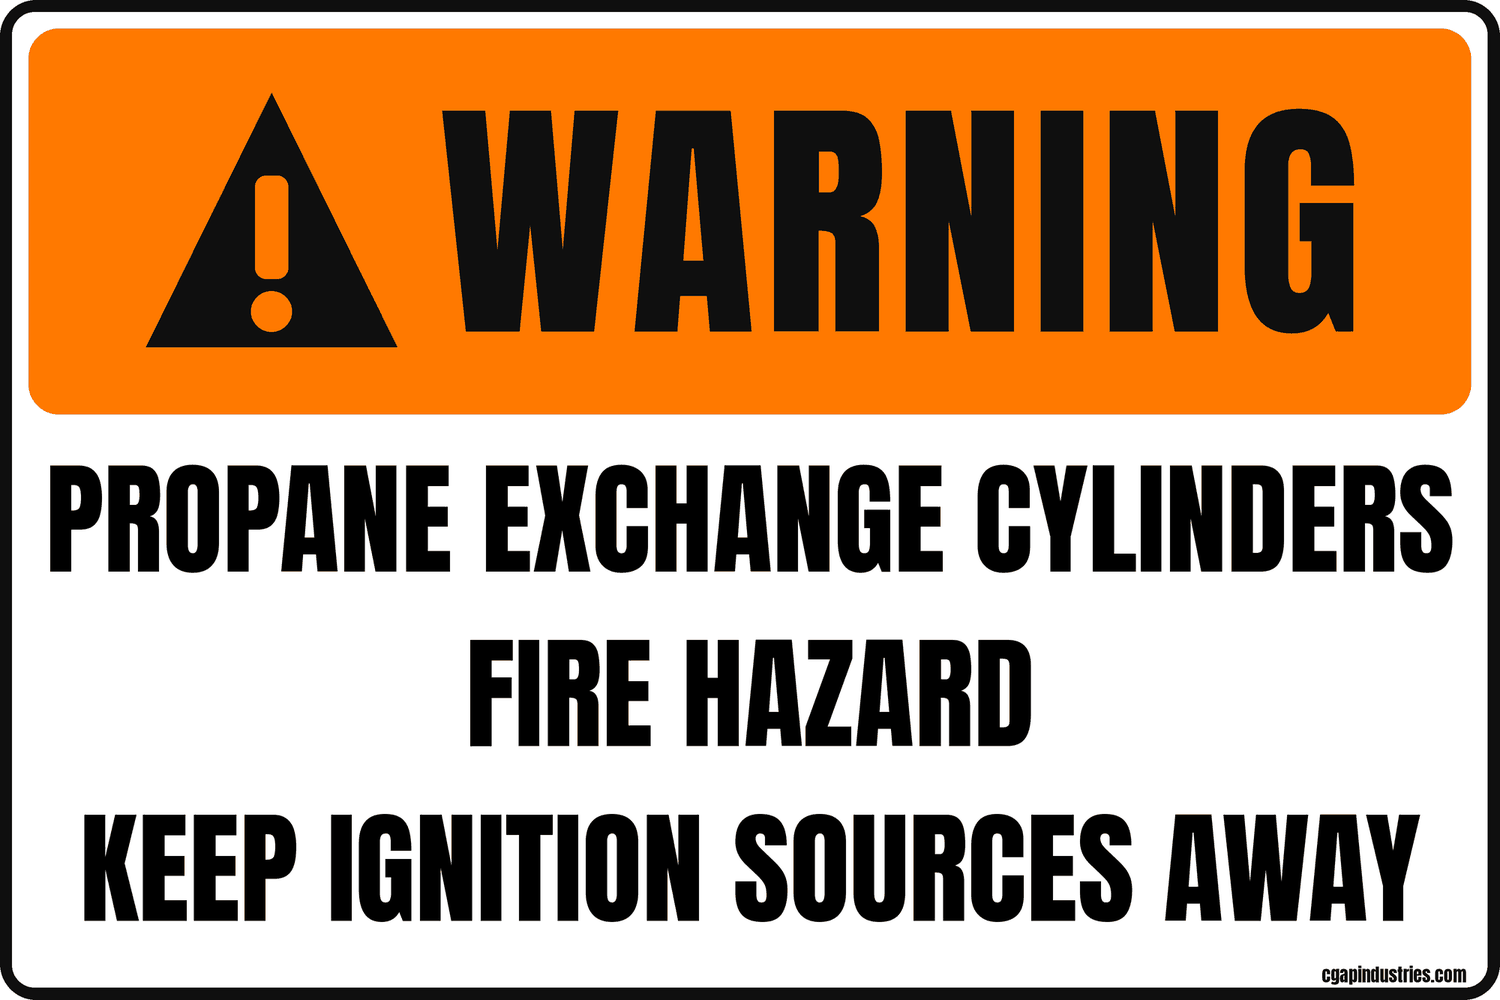 WARNING
PROPANE EXCHANGE CYLINDERS
FIRE HAZARD
KEEP IGNITION SOURCES AWAY
cgapindustries.com